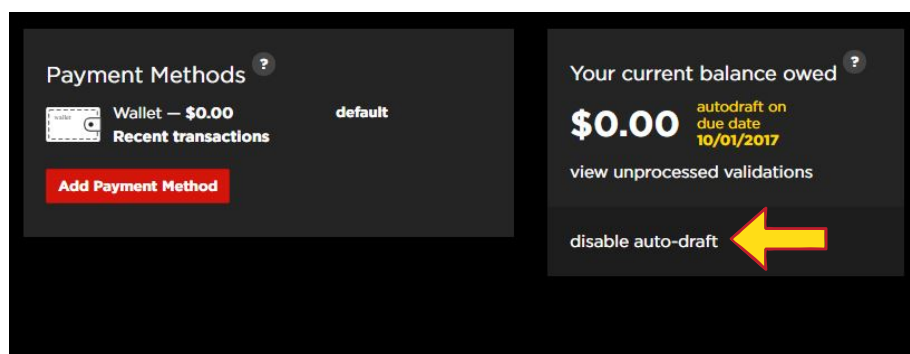 Payment Methods ?
wallet
Wallet — $0.00 default
Recent transactions
Add Payment Method
Your current balance owed ?
$0.00
autodraft on
due date
10/01/2017
view unprocessed validations
disable auto-draft